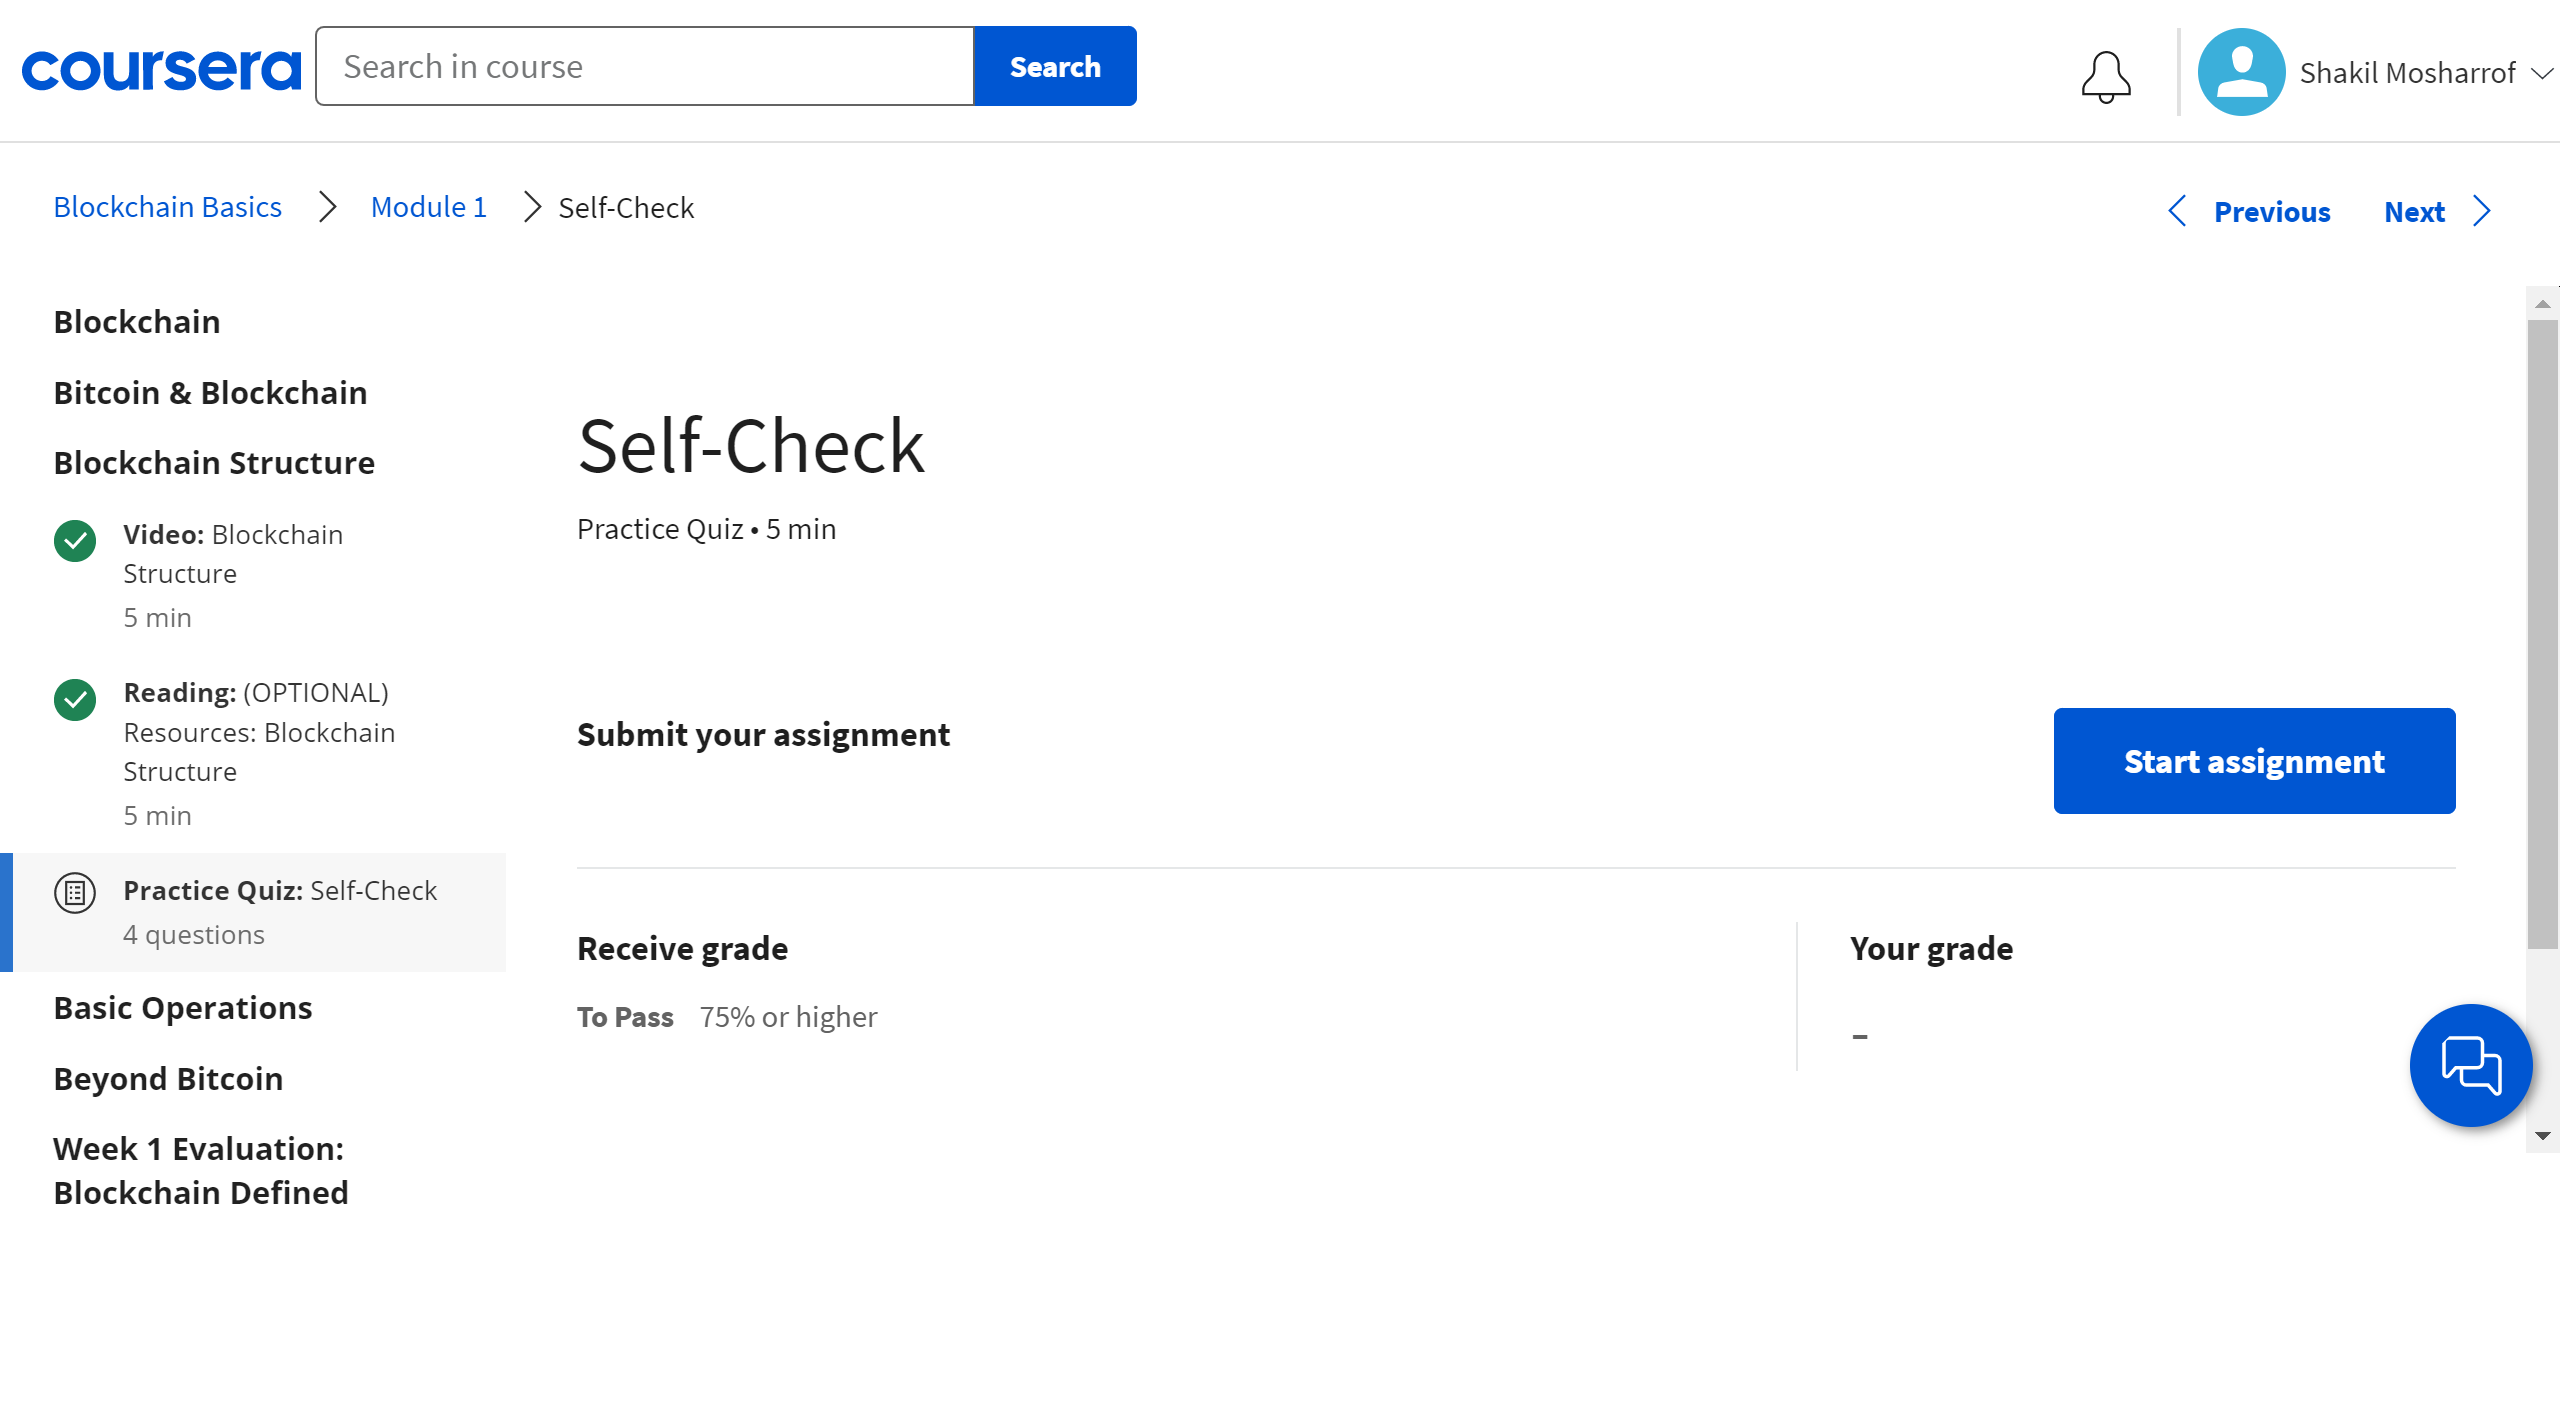 coursera
Search in course
Search
Shakil Mosharrof
Blockchain Basics
Module 1
Self-Check
Previous
Next
Blockchain
Bitcoin & Blockchain
Blockchain Structure
Video: Blockchain
Structure
5 min
Reading: (OPTIONAL)
Resources: Blockchain
Structure
5 min
Practice Quiz: Self-Check
4 questions
Basic Operations
Beyond Bitcoin
Week 1 Evaluation:
Blockchain Defined
Self-Check
Practice Quiz • 5 min
Submit your assignment
Start assignment
Receive grade
To Pass 75% or higher
Your grade
–